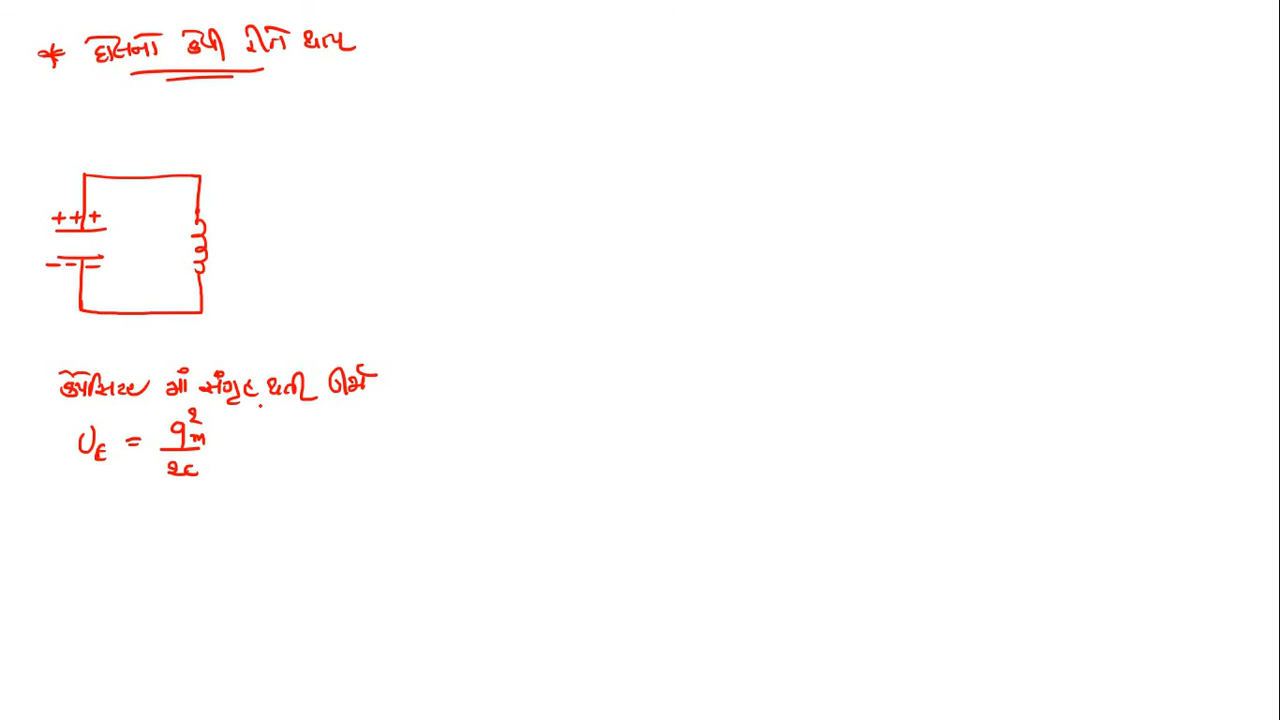 * દોલનો કેવી રીતે થાય
+ + +
- - -
કેપેસિટર માં સંગ્રહ થતી ઊર્જા
U_E = q_m^2 / 2c